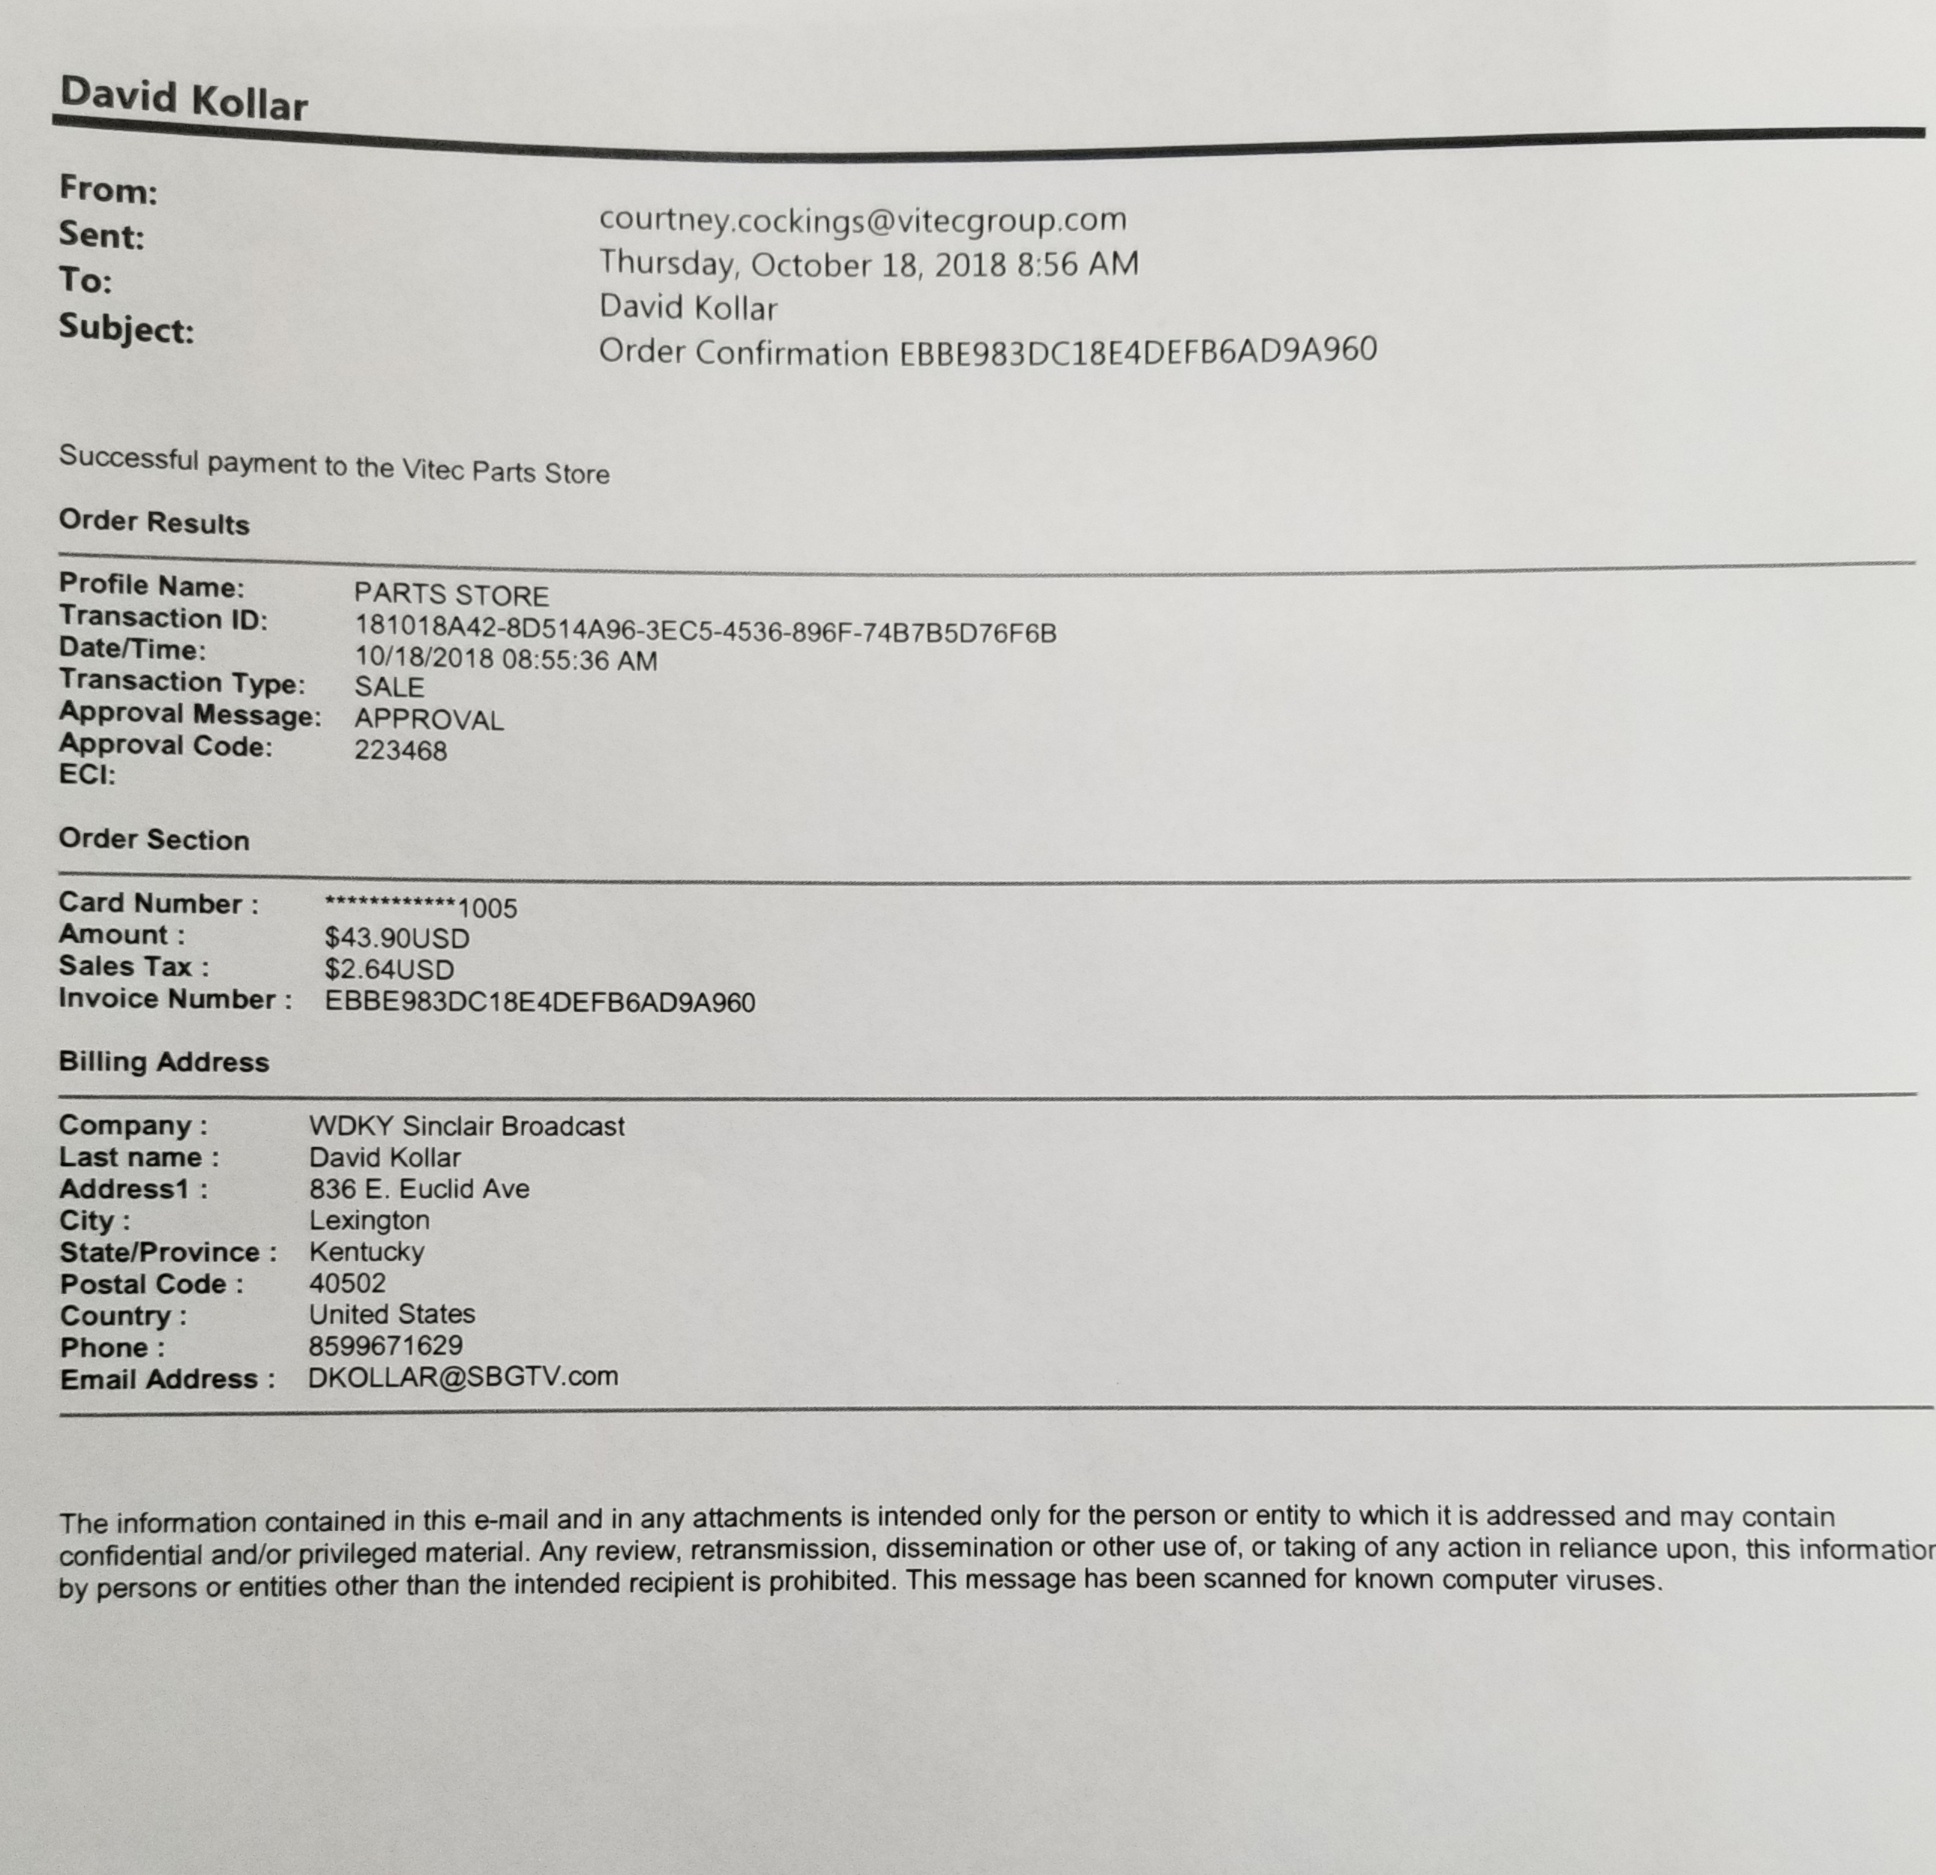 David Kollar
From: courtney.cockings@vitecgroup.com
Sent: Thursday, October 18, 2018 8:56 AM
To: David Kollar
Subject: Order Confirmation EBBE983DC18E4DEFB6AD9A960
Successful payment to the Vitec Parts Store
Order Results
Profile Name: PARTS STORE
Transaction ID: 181018A42-8D514A96-3EC5-4536-896F-74B7B5D76F6B
Date/Time: 10/18/2018 08:55:36 AM
Transaction Type: SALE
Approval Message: APPROVAL
Approval Code: 223468
ECI:
Order Section
Card Number : ************1005
Amount : $43.90USD
Sales Tax : $2.64USD
Invoice Number : EBBE983DC18E4DEFB6AD9A960
Billing Address
Company : WDKY Sinclair Broadcast
Last name : David Kollar
Address1 : 836 E. Euclid Ave
City : Lexington
State/Province : Kentucky
Postal Code : 40502
Country : United States
Phone : 8599671629
Email Address : DKOLLAR@SBGTV.com
The information contained in this e-mail and in any attachments is intended only for the person or entity to which it is addressed and may contain
confidential and/or privileged material. Any review, retransmission, dissemination or other use of, or taking of any action in reliance upon, this information
by persons or entities other than the intended recipient is prohibited. This message has been scanned for known computer viruses.